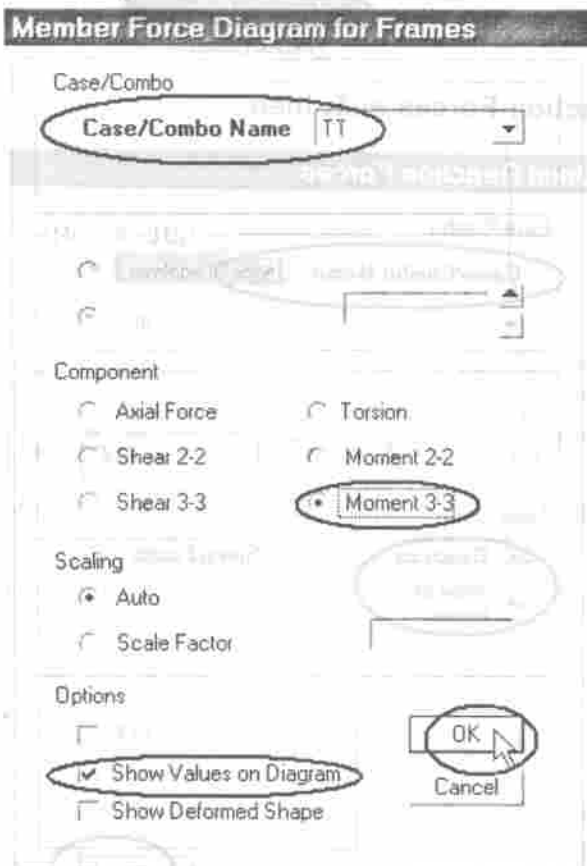 Member Force Diagram for Frames
Case/Combo
Case/Combo Name TT
Component
Axial Force Torsion
Shear 2-2 Moment 2-2
Shear 3-3 Moment 3-3
Scaling
Auto
Scale Factor
Options
OK
Show Values on Diagram
Cancel
Show Deformed Shape